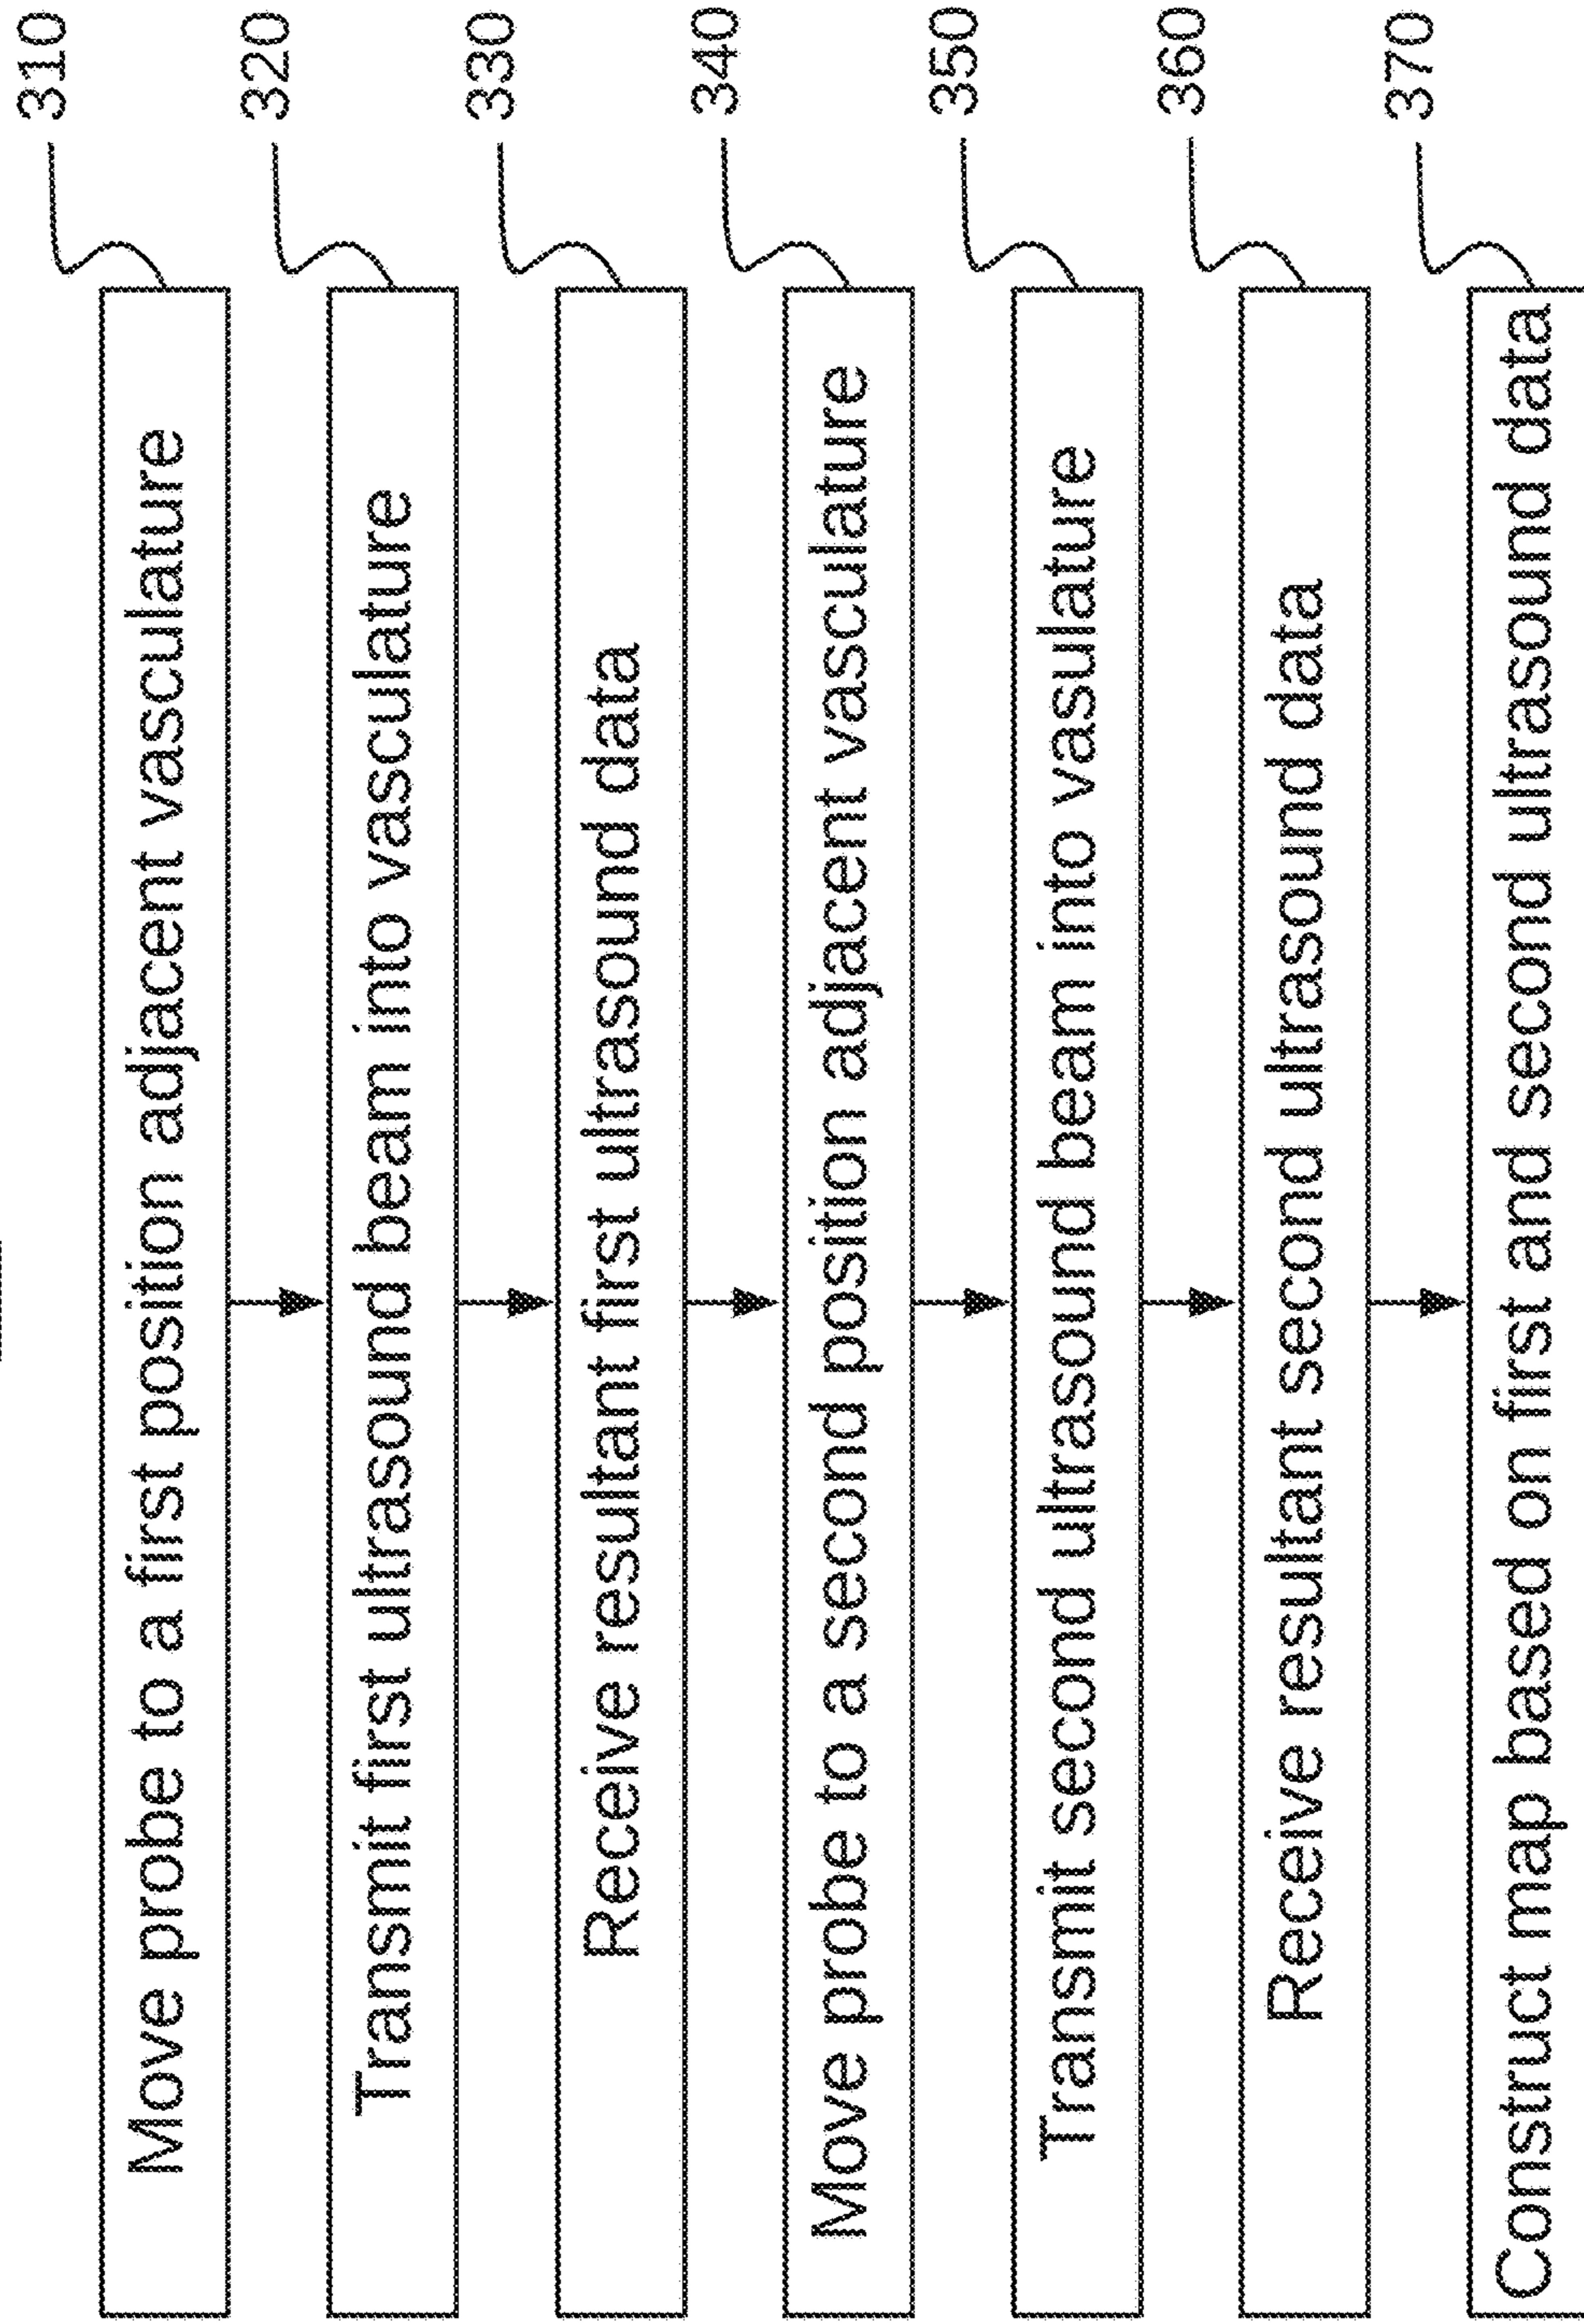 Move probe to a first position adjacent vasculature 310
Transmit first ultrasound beam into vasculature 320
Receive resultant first ultrasound data 330
Move probe to a second position adjacent vasculature 340
Transmit second ultrasound beam into vasulature 350
Receive resultant second ultrasound data 360
Construct map based on first and second ultrasound data 370